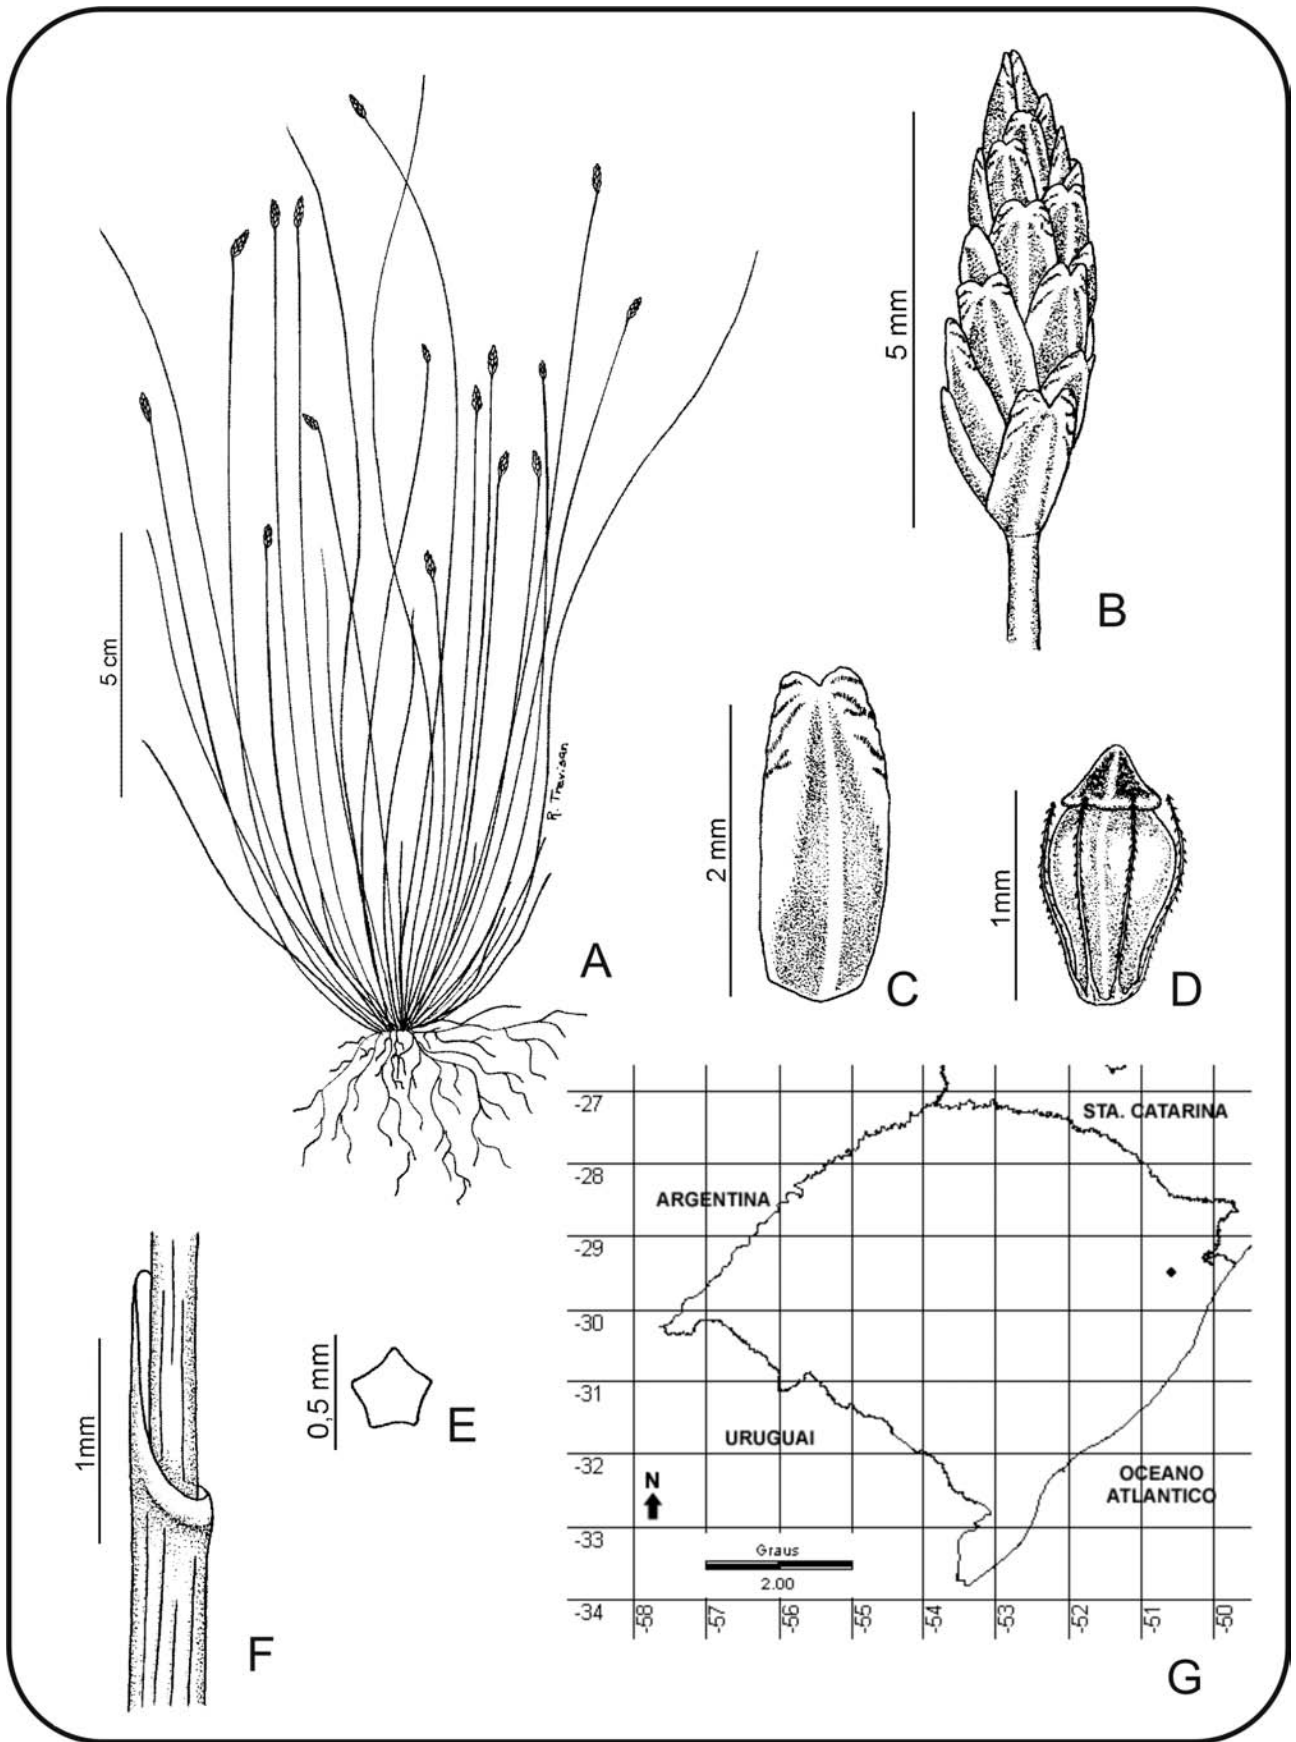 5 cm
R. Trevisan
A
5 mm
B
2 mm
C
1mm
D
0,5 mm
E
1mm
F
-27
-28
-29
-30
-31
-32
-33
-34
STA. CATARINA
ARGENTINA
URUGUAI
OCEANO
ATLANTICO
N
Graus
2.00
-58
-57
-56
-55
-54
-53
-52
-51
-50
G